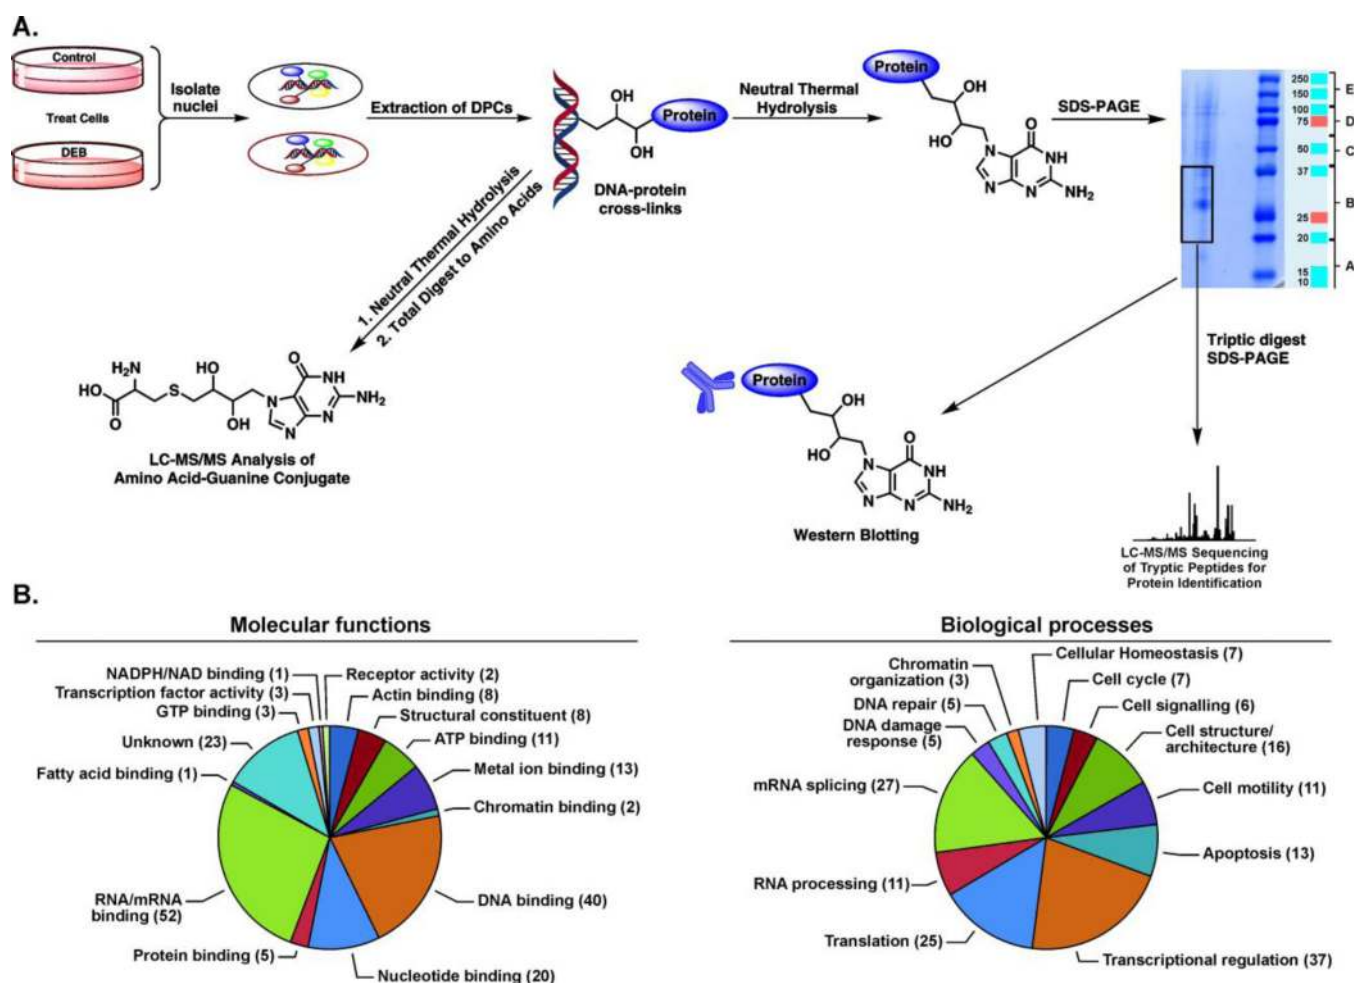 A.
Control
Treat Cells
DEB
Isolate
nuclei
Extraction of DPCs
OH
OH
Protein
DNA-protein
cross-links
Neutral Thermal
Hydrolysis
Protein
OH
HO
O
N
NH
N
N
NH2
SDS-PAGE
250
150
100
75
50
37
25
20
15
10
E
D
C
B
A
1. Neutral Thermal Hydrolysis
2. Total Digest to Amino Acids
H2N
HO
O
S
HO
OH
O
N
NH
N
N
NH2
LC-MS/MS Analysis of
Amino Acid-Guanine Conjugate
Protein
OH
HO
O
N
NH
N
N
NH2
Western Blotting
Triptic digest
SDS-PAGE
LC-MS/MS Sequencing
of Tryptic Peptides for
Protein Identification
B.
Molecular functions
NADPH/NAD binding (1)
Transcription factor activity (3)
GTP binding (3)
Unknown (23)
Fatty acid binding (1)
RNA/mRNA
binding (52)
Protein binding (5)
Receptor activity (2)
Actin binding (8)
Structural constituent (8)
ATP binding (11)
Metal ion binding (13)
Chromatin binding (2)
DNA binding (40)
Nucleotide binding (20)
Biological processes
Chromatin
organization (3)
DNA repair (5)
DNA damage
response (5)
mRNA splicing (27)
RNA processing (11)
Translation (25)
Cellular Homeostasis (7)
Cell cycle (7)
Cell signalling (6)
Cell structure/
architecture (16)
Cell motility (11)
Apoptosis (13)
Transcriptional regulation (37)